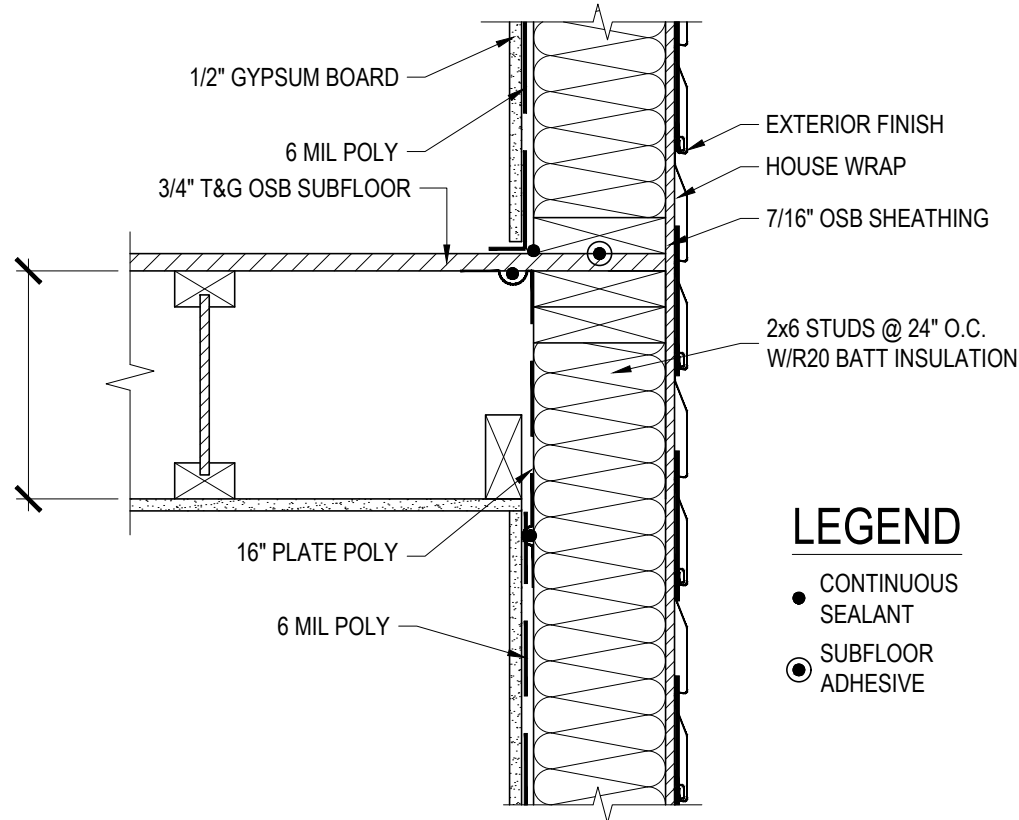 1/2" GYPSUM BOARD
6 MIL POLY
3/4" T&G OSB SUBFLOOR
EXTERIOR FINISH
HOUSE WRAP
7/16" OSB SHEATHING
2x6 STUDS @ 24" O.C.
W/R20 BATT INSULATION
16" PLATE POLY
6 MIL POLY
LEGEND
CONTINUOUS
SEALANT
SUBFLOOR
ADHESIVE